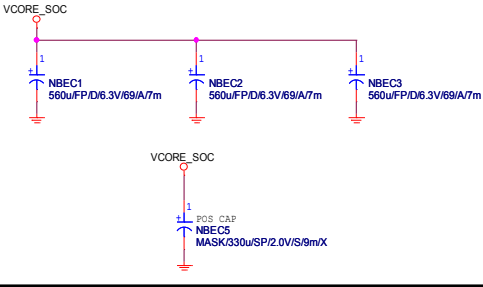 VCORE_SOC
1
1
1
+
NBEC1
560u/FP/D/6.3V/69/A/7m
+
NBEC2
560u/FP/D/6.3V/69/A/7m
+
NBEC3
560u/FP/D/6.3V/69/A/7m
VCORE_SOC
1
+
POS CAP
NBEC5
MASK/330u/SP/2.0V/S/9m/X